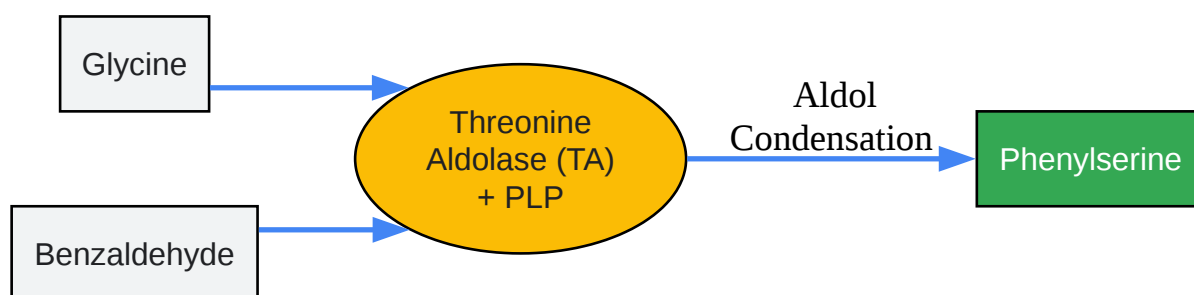 Glycine
Benzaldehyde
Threonine
Aldolase (TA)
+ PLP
Aldol
Condensation
Phenylserine